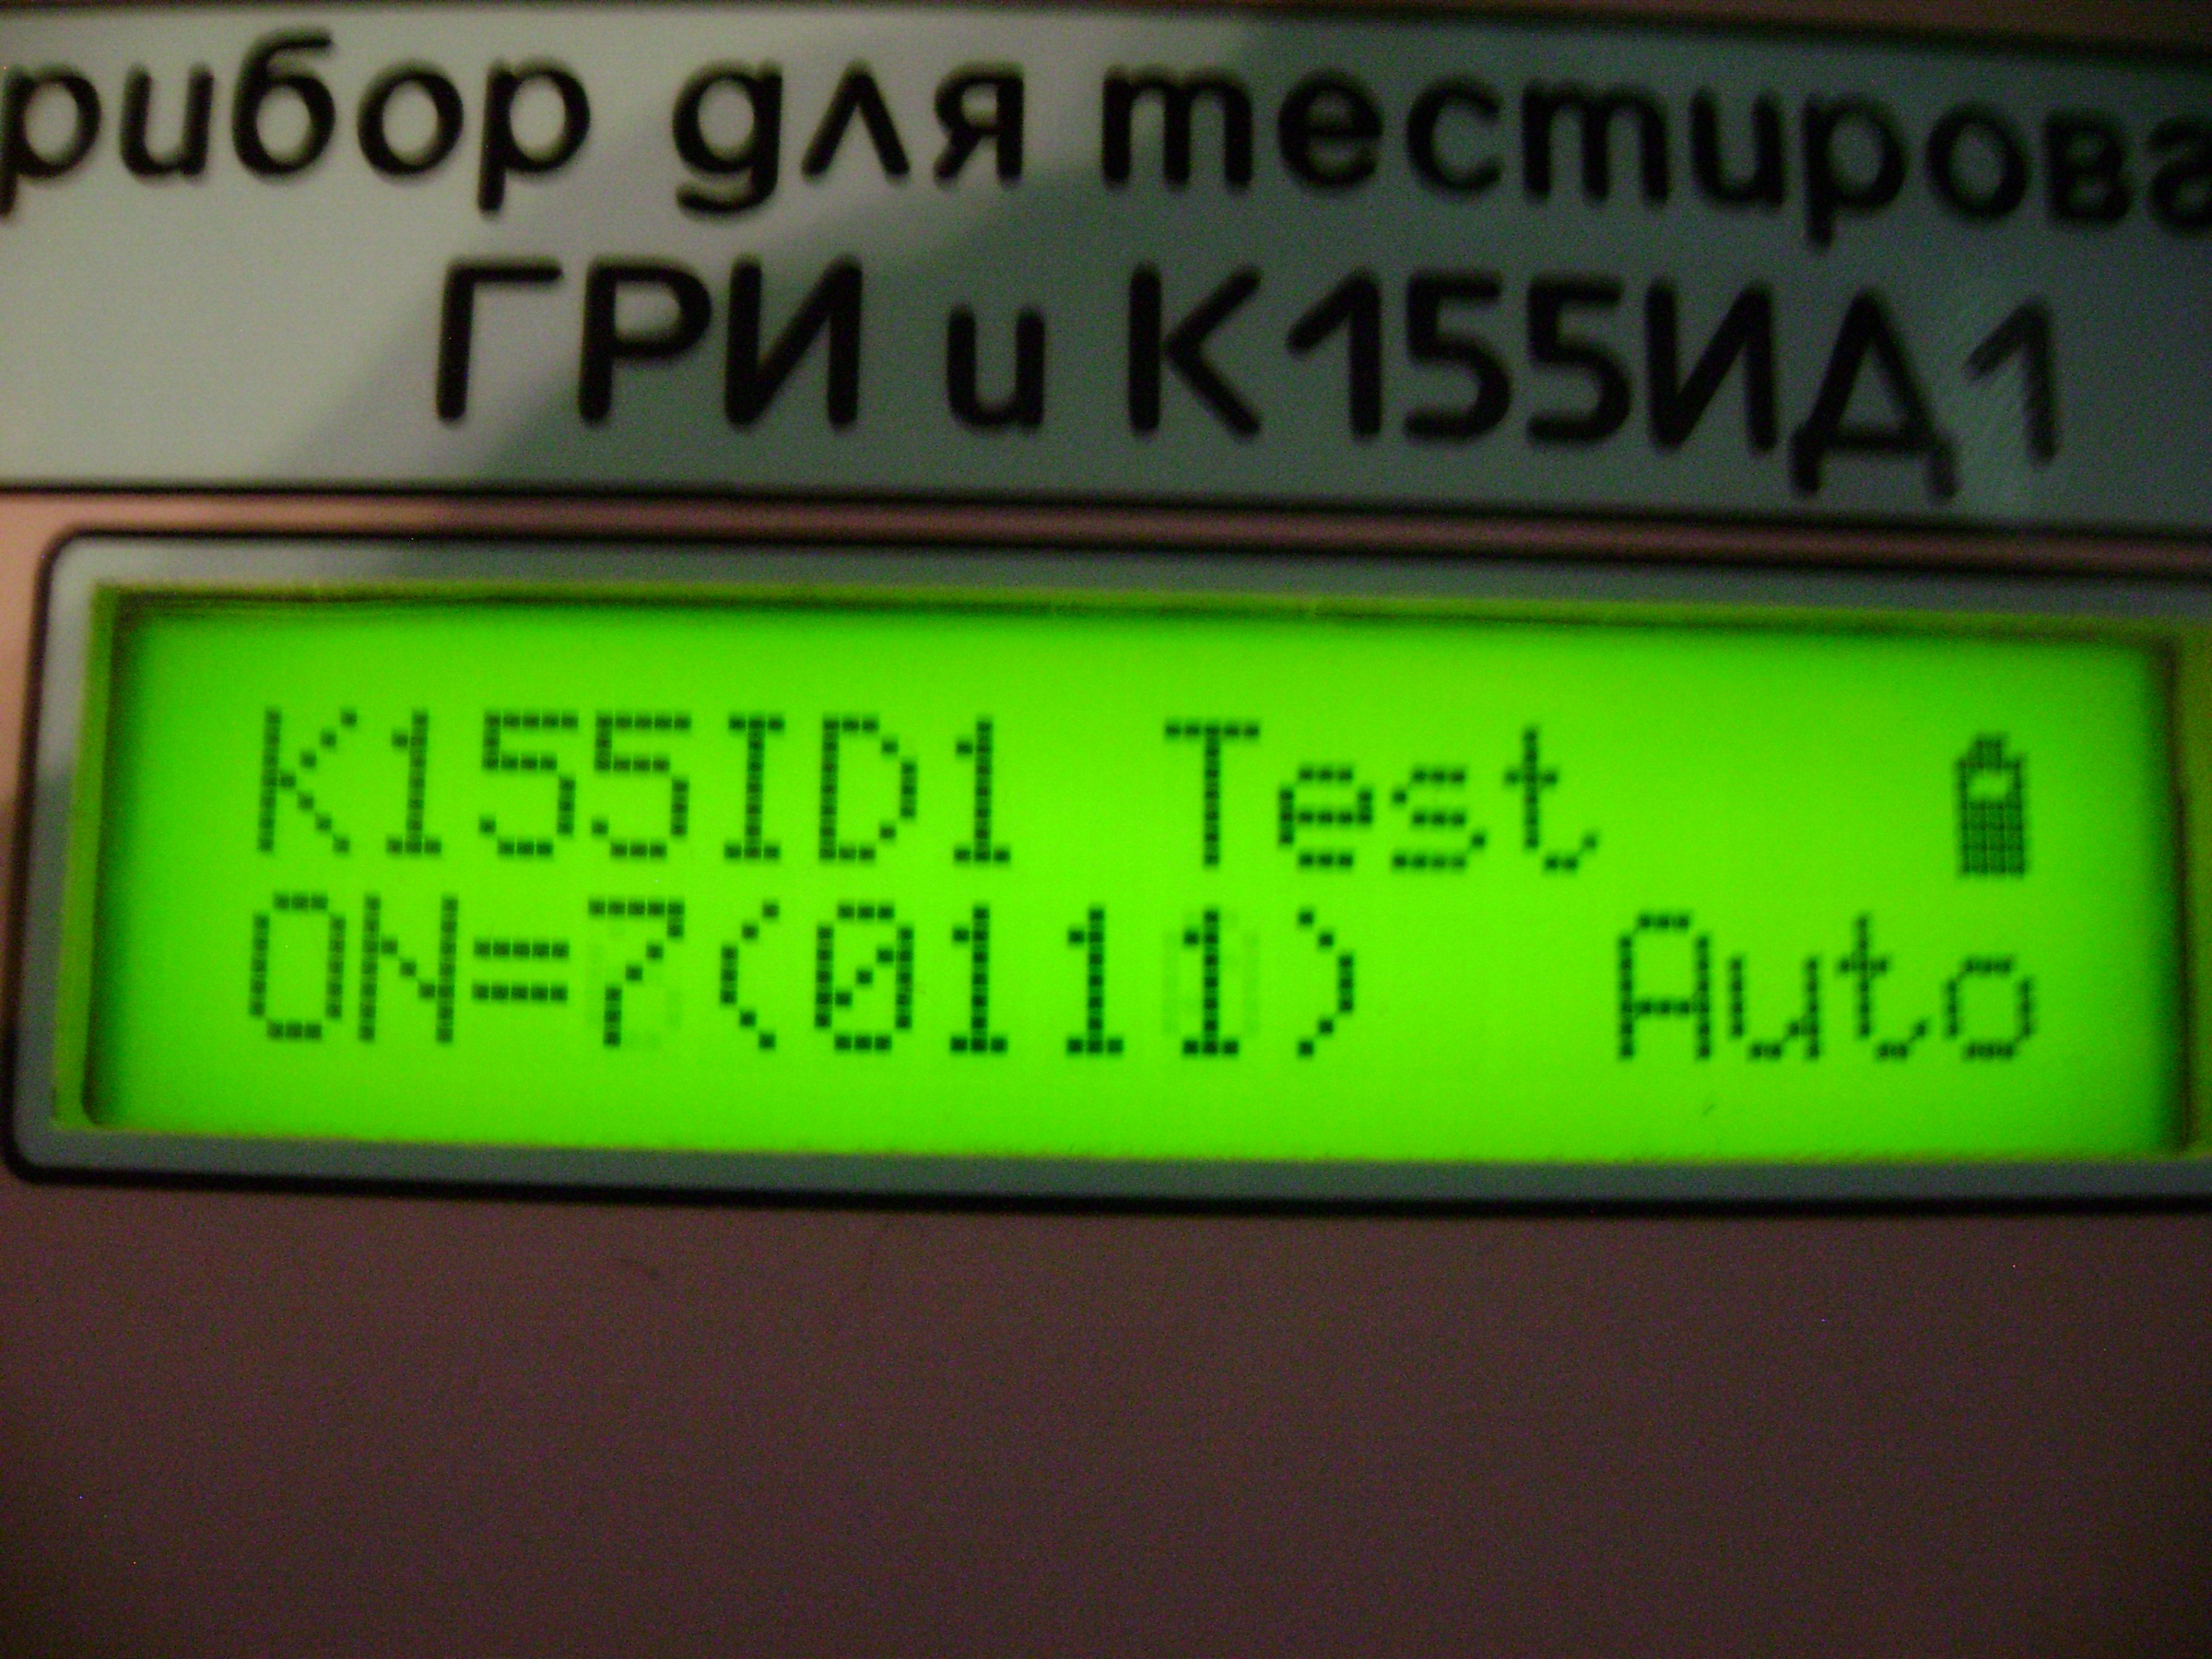 рибор для тестирова
ГРИ и К155ИД1
K155ID1 Test
ON=7(0111) Auto